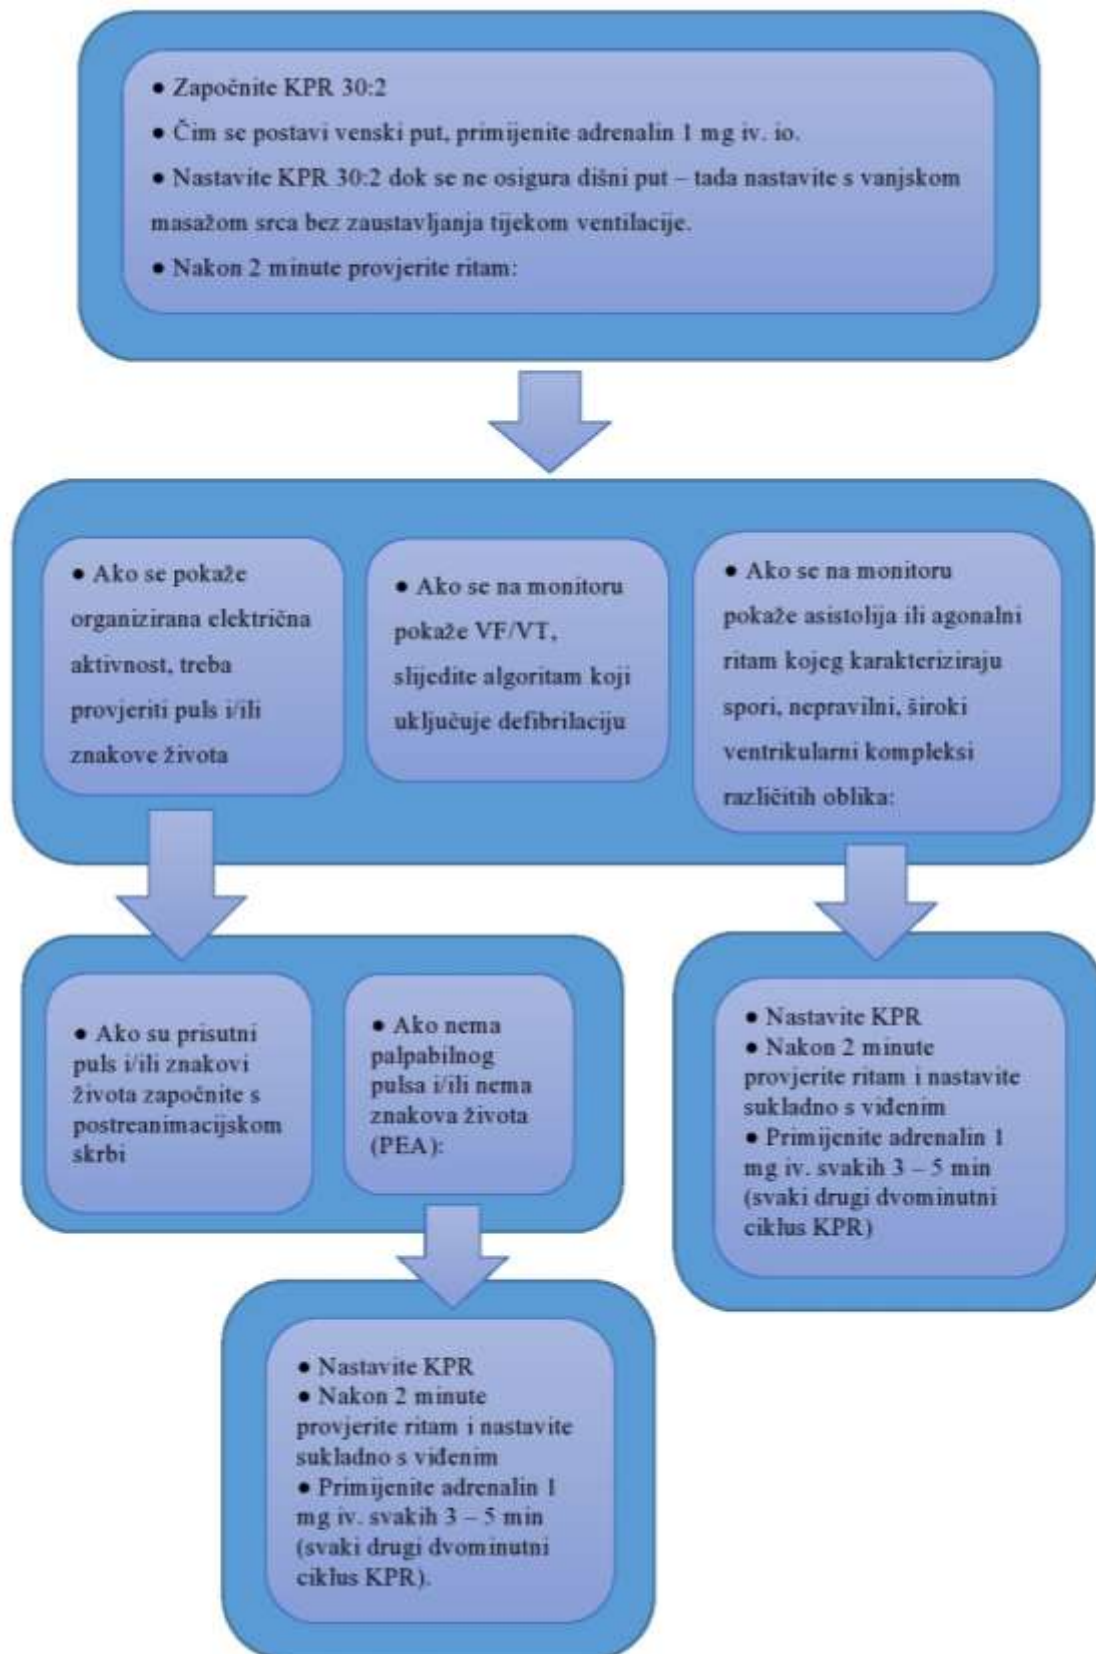 ● Započnite KPR 30:2
● Čim se postavi venski put, primijenite adrenalin 1 mg iv. io.
● Nastavite KPR 30:2 dok se ne osigura dišni put – tada nastavite s vanjskom
masažom srca bez zaustavljanja tijekom ventilacije.
● Nakon 2 minute provjerite ritam:
● Ako se pokaže
organizirana električna
aktivnost, treba
provjeriti puls i/ili
znakove života
● Ako se na monitoru
pokaže VF/VT,
slijedite algoritam koji
uključuje defibrilaciju
● Ako se na monitoru
pokaže asistolija ili agonalni
ritam kojeg karakteriziraju
spori, nepravilni, široki
ventrikularni kompleksi
različitih oblika:
● Ako su prisutni
puls i/ili znakovi
života započnite s
postreanimacijskom
skrbi
● Ako nema
palpabilnog
pulsa i/ili nema
znakova života
(PEA):
● Nastavite KPR
● Nakon 2 minute
provjerite ritam i nastavite
sukladno s viđenim
● Primijenite adrenalin 1
mg iv. svakih 3 – 5 min
(svaki drugi dvominutni
ciklus KPR)
● Nastavite KPR
● Nakon 2 minute
provjerite ritam i nastavite
sukladno s viđenim
● Primijenite adrenalin 1
mg iv. svakih 3 – 5 min
(svaki drugi dvominutni
ciklus KPR).